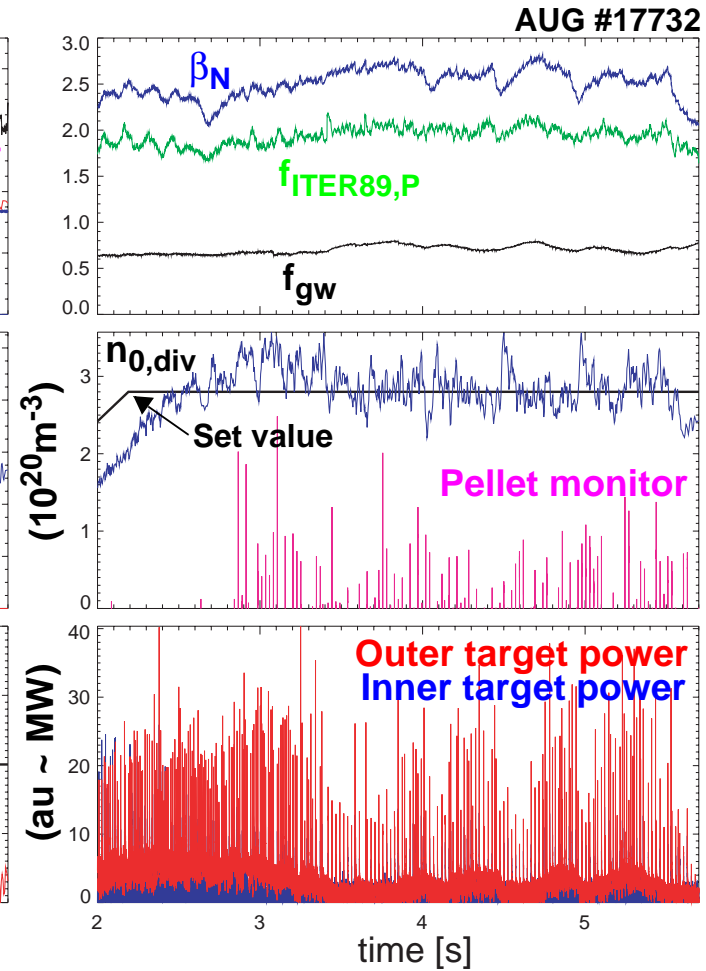 AUG #17732
3.0
2.5
2.0
1.5
1.0
0.5
0.0
βN
fITER89,P
fgw
3
2
1
0
(10^20m^-3)
n0,div
Set value
Pellet monitor
40
30
20
10
0
(au ~ MW)
Outer target power
Inner target power
2 3 4 5
time [s]